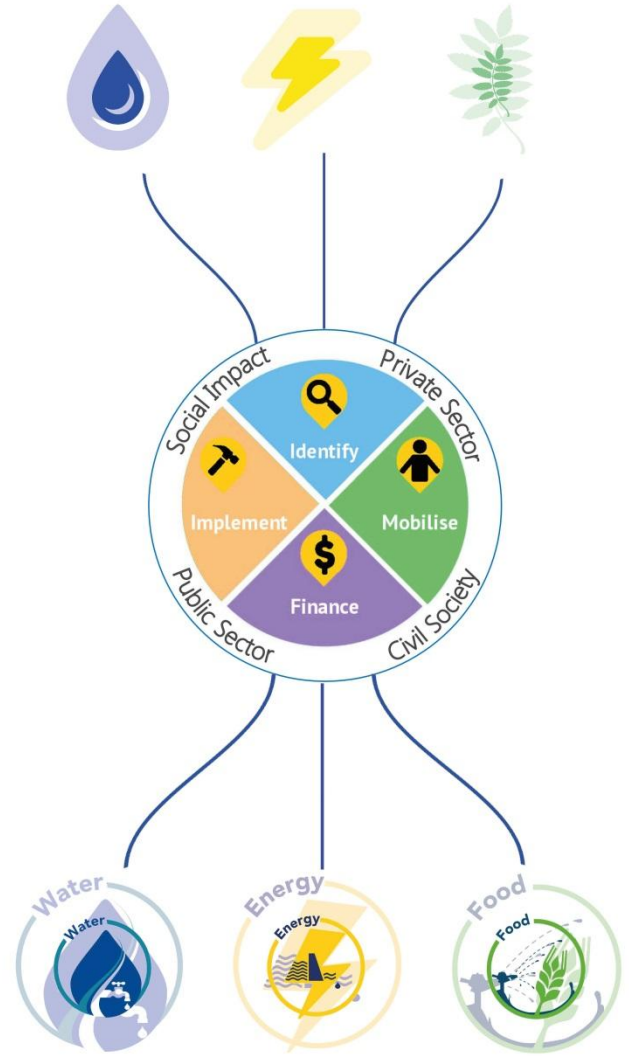 Social Impact
Private Sector
Identify
Implement
Mobilise
Finance
Public Sector
Civil Society
Water
Water
Energy
Energy
Food
Food